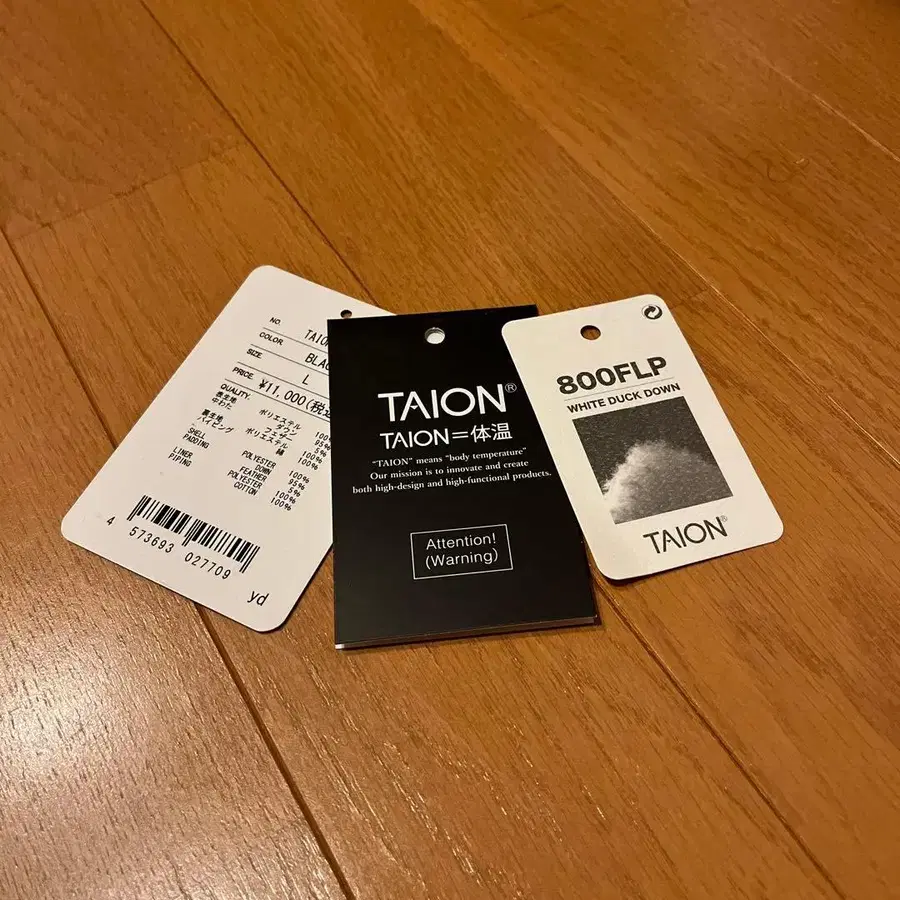 NO. TAION
COLOR BLAC
SIZE L
PRICE ¥11,000(税込
QUALITY.
表生地 ポリエステル 100%
中わた ダウン 95%
フェザー 5%
裏生地 ポリエステル 100%
パイピング 綿 100%
SHELL POLYESTER 100%
PADDING DOWN 95%
FEATHER 5%
LINER POLYESTER 100%
PIPING COTTON 100%
4 573693 027709
yd
TAION®
TAION=体温
"TAION" means "body temperature"
Our mission is to innovate and create
both high-design and high-functional products.
Attention!
(Warning)
800FLP
WHITE DUCK DOWN
TAION®